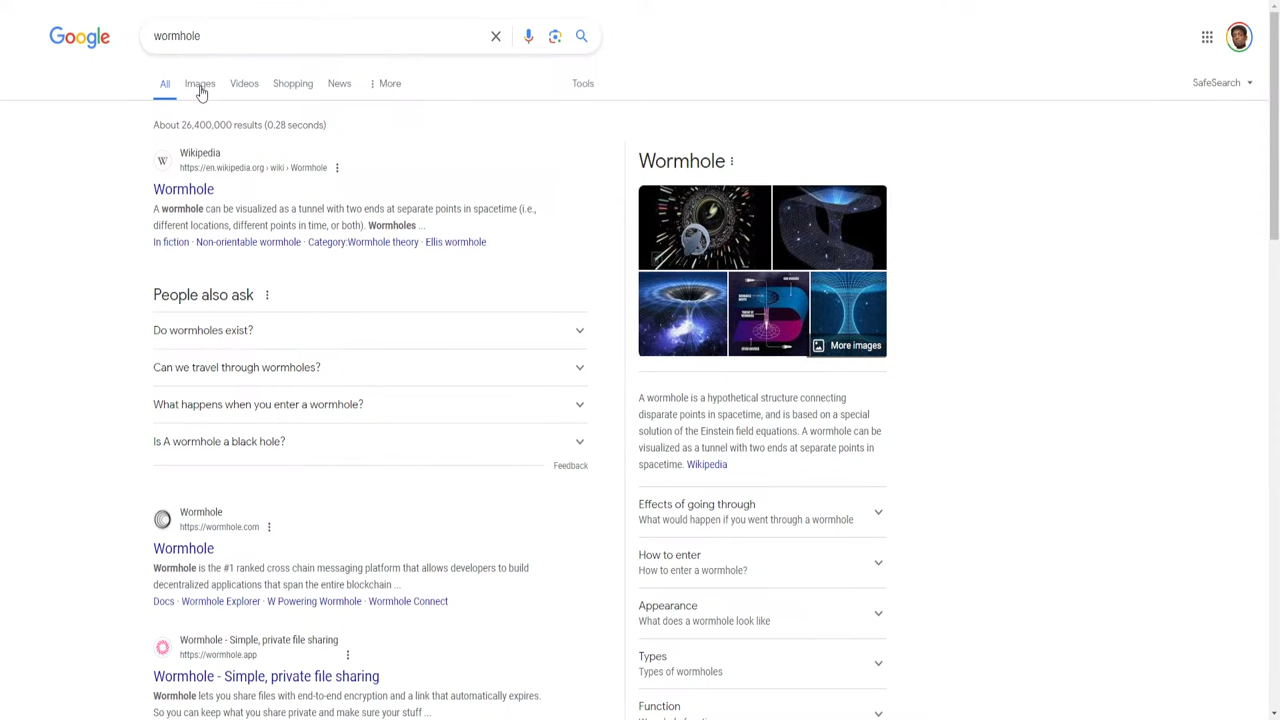 Google
wormhole
All
Images
Videos
Shopping
News
More
Tools
SafeSearch
About 26,400,000 results (0.28 seconds)
W
Wikipedia
https://en.wikipedia.org › wiki › Wormhole
Wormhole
A wormhole can be visualized as a tunnel with two ends at separate points in spacetime (i.e.,
different locations, different points in time, or both). Wormholes ...
In fiction · Non-orientable wormhole · Category:Wormhole theory · Ellis wormhole
People also ask
Do wormholes exist?
Can we travel through wormholes?
What happens when you enter a wormhole?
Is A wormhole a black hole?
Feedback
Wormhole
https://wormhole.com
Wormhole
Wormhole is the #1 ranked cross chain messaging platform that allows developers to build
decentralized applications that span the entire blockchain ...
Docs · Wormhole Explorer · W Powering Wormhole · Wormhole Connect
Wormhole - Simple, private file sharing
https://wormhole.app
Wormhole - Simple, private file sharing
Wormhole lets you share files with end-to-end encryption and a link that automatically expires.
So you can keep what you share private and make sure your stuff ...
Wormhole
More images
A wormhole is a hypothetical structure connecting
disparate points in spacetime, and is based on a special
solution of the Einstein field equations. A wormhole can be
visualized as a tunnel with two ends at separate points in
spacetime. Wikipedia
Effects of going through
What would happen if you went through a wormhole
How to enter
How to enter a wormhole?
Appearance
What does a wormhole look like
Types
Types of wormholes
Function